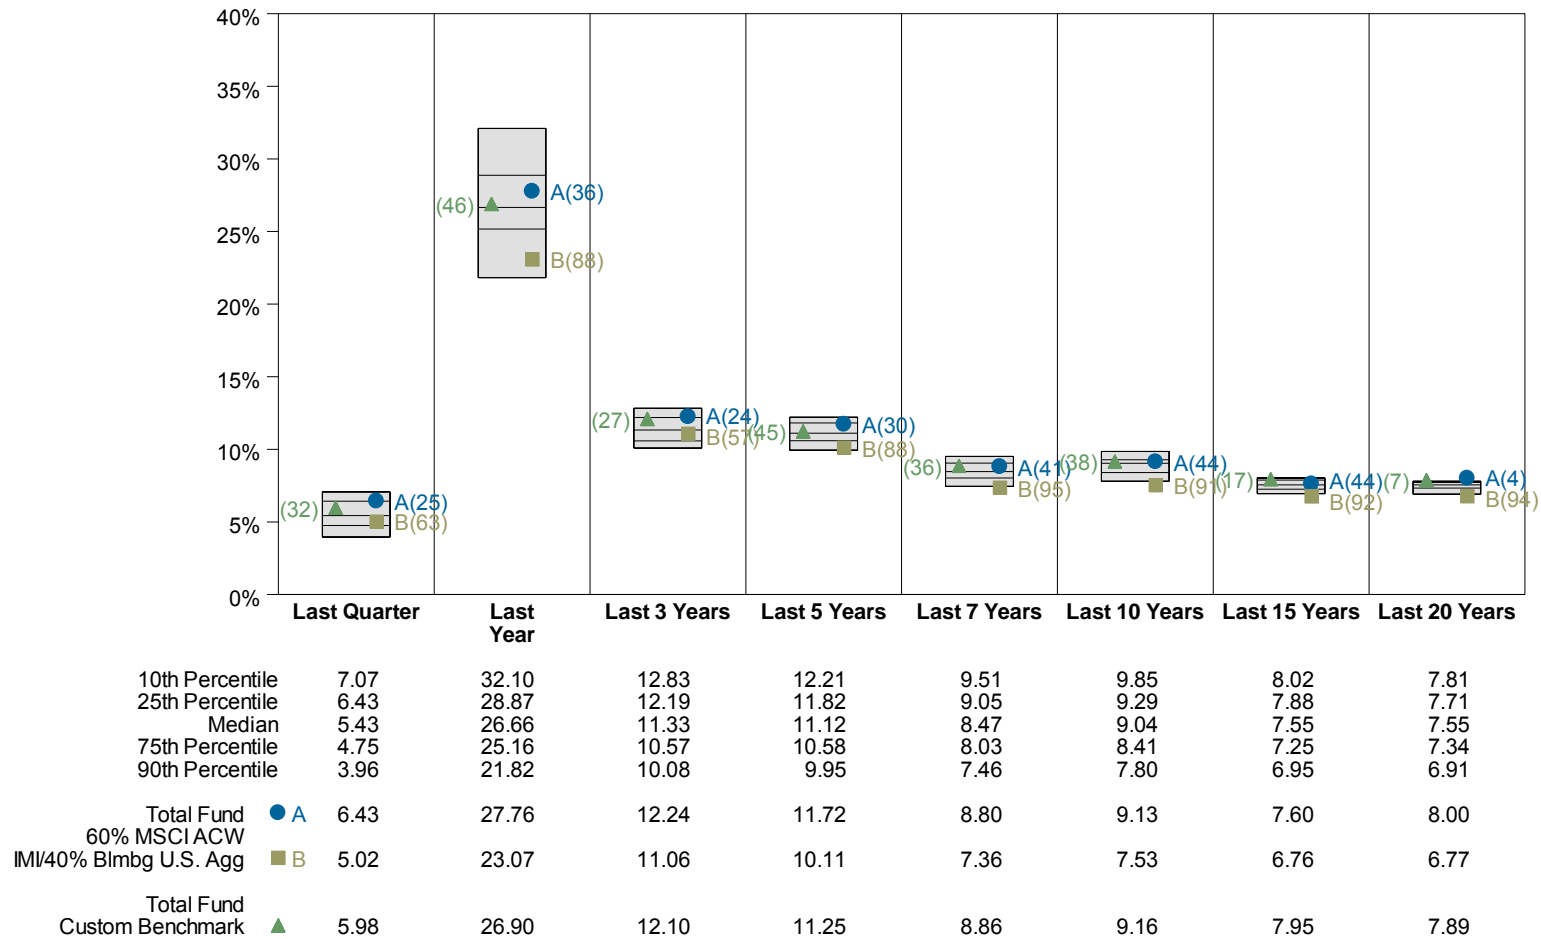 40%
35%
30%
25%
20%
15%
10%
5%
0%
(32)
A(25)
B(63)
(46)
A(36)
B(88)
(27)
A(24)
B(57)
(45)
A(30)
B(88)
(36)
A(41)
B(95)
(38)
A(44)
B(91)
(17)
A(44)
B(92)
(7)
A(4)
B(94)
Last Quarter
Last
Year
Last 3 Years
Last 5 Years
Last 7 Years
Last 10 Years
Last 15 Years
Last 20 Years
10th Percentile 7.07 32.10 12.83 12.21 9.51 9.85 8.02 7.81
25th Percentile 6.43 28.87 12.19 11.82 9.05 9.29 7.88 7.71
Median 5.43 26.66 11.33 11.12 8.47 9.04 7.55 7.55
75th Percentile 4.75 25.16 10.57 10.58 8.03 8.41 7.25 7.34
90th Percentile 3.96 21.82 10.08 9.95 7.46 7.80 6.95 6.91
Total Fund A 6.43 27.76 12.24 11.72 8.80 9.13 7.60 8.00
60% MSCI ACW
IMI/40% Blmbg U.S. Agg B 5.02 23.07 11.06 10.11 7.36 7.53 6.76 6.77
Total Fund
Custom Benchmark 5.98 26.90 12.10 11.25 8.86 9.16 7.95 7.89